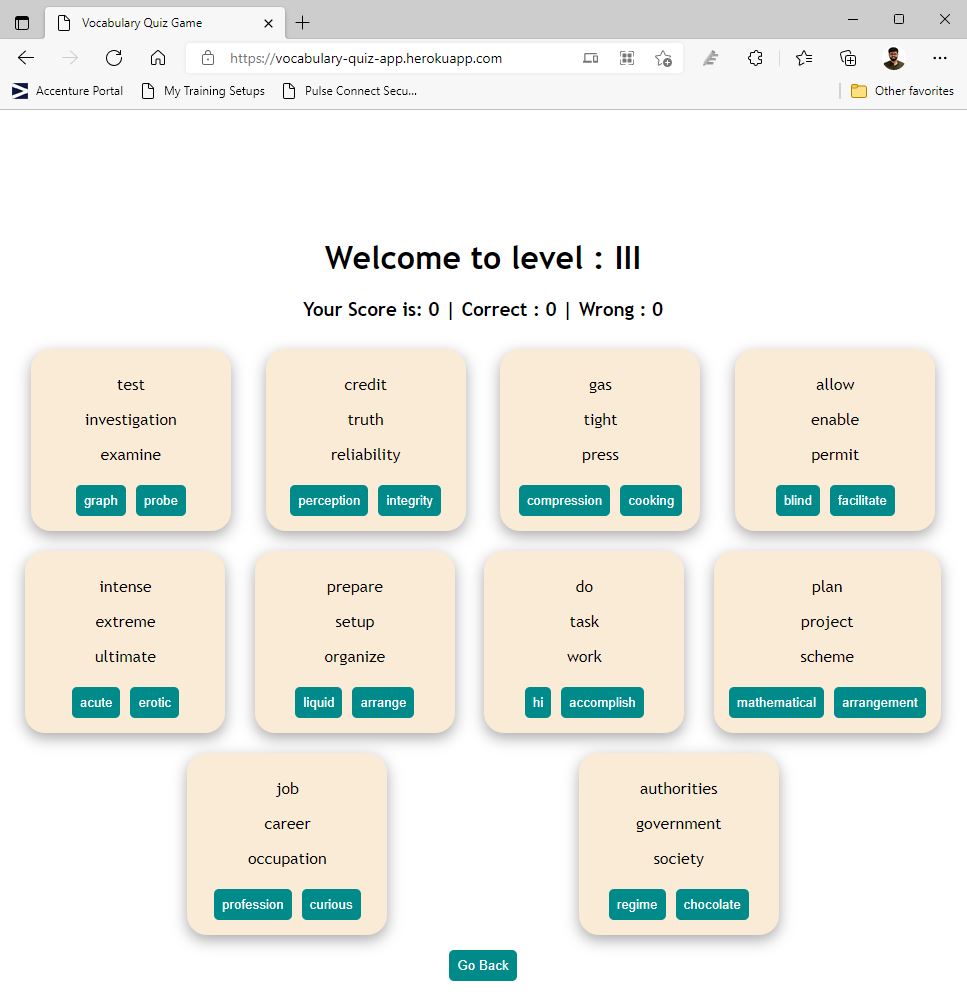 Vocabulary Quiz Game
https://vocabulary-quiz-app.herokuapp.com
Accenture Portal My Training Setups Pulse Connect Secu... Other favorites
Welcome to level : III
Your Score is: 0 | Correct : 0 | Wrong : 0
test
investigation
examine
graph probe
credit
truth
reliability
perception integrity
gas
tight
press
compression cooking
allow
enable
permit
blind facilitate
intense
extreme
ultimate
acute erotic
prepare
setup
organize
liquid arrange
do
task
work
hi accomplish
plan
project
scheme
mathematical arrangement
job
career
occupation
profession curious
authorities
government
society
regime chocolate
Go Back